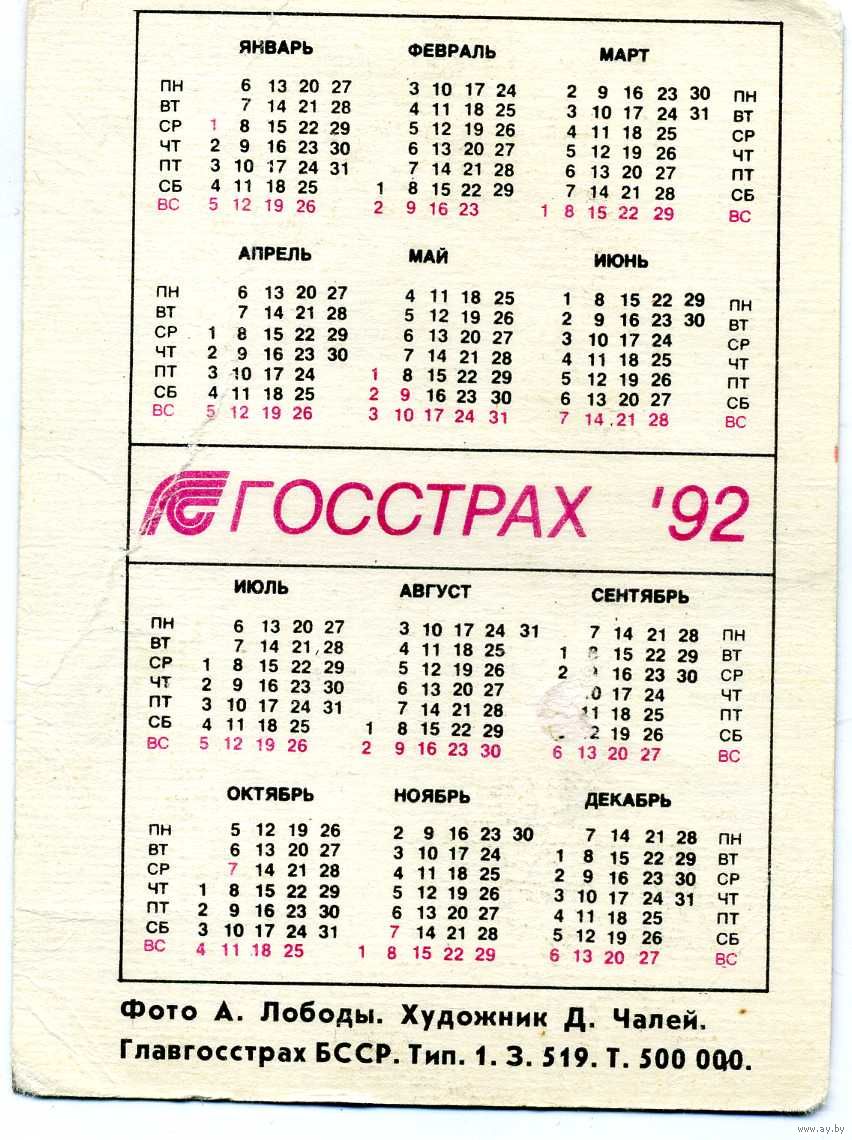 ЯНВАРЬ ФЕВРАЛЬ МАРТ
ПН 6 13 20 27 3 10 17 24 2 9 16 23 30 ПН
ВТ 7 14 21 28 4 11 18 25 3 10 17 24 31 ВТ
СР 1 8 15 22 29 5 12 19 26 4 11 18 25 СР
ЧТ 2 9 16 23 30 6 13 20 27 5 12 19 26 ЧТ
ПТ 3 10 17 24 31 7 14 21 28 6 13 20 27 ПТ
СБ 4 11 18 25 1 8 15 22 29 7 14 21 28 СБ
ВС 5 12 19 26 2 9 16 23 1 8 15 22 29 ВС
АПРЕЛЬ МАЙ ИЮНЬ
ПН 6 13 20 27 4 11 18 25 1 8 15 22 29 ПН
ВТ 7 14 21 28 5 12 19 26 2 9 16 23 30 ВТ
СР 1 8 15 22 29 6 13 20 27 3 10 17 24 СР
ЧТ 2 9 16 23 30 7 14 21 28 4 11 18 25 ЧТ
ПТ 3 10 17 24 1 8 15 22 29 5 12 19 26 ПТ
СБ 4 11 18 25 2 9 16 23 30 6 13 20 27 СБ
ВС 5 12 19 26 3 10 17 24 31 7 14 21 28 ВС
ГОССТРАХ '92
ИЮЛЬ АВГУСТ СЕНТЯБРЬ
ПН 6 13 20 27 3 10 17 24 31 7 14 21 28 ПН
ВТ 7 14 21 28 4 11 18 25 1 8 15 22 29 ВТ
СР 1 8 15 22 29 5 12 19 26 2 16 23 30 СР
ЧТ 2 9 16 23 30 6 13 20 27 17 24 ЧТ
ПТ 3 10 17 24 31 7 14 21 28 11 18 25 ПТ
СБ 4 11 18 25 1 8 15 22 29 19 26 СБ
ВС 5 12 19 26 2 9 16 23 30 6 13 20 27 ВС
ОКТЯБРЬ НОЯБРЬ ДЕКАБРЬ
ПН 5 12 19 26 2 9 16 23 30 7 14 21 28 ПН
ВТ 6 13 20 27 3 10 17 24 1 8 15 22 29 ВТ
СР 7 14 21 28 4 11 18 25 2 9 16 23 30 СР
ЧТ 1 8 15 22 29 5 12 19 26 3 10 17 24 31 ЧТ
ПТ 2 9 16 23 30 6 13 20 27 4 11 18 25 ПТ
СБ 3 10 17 24 31 7 14 21 28 5 12 19 26 СБ
ВС 4 11 18 25 1 8 15 22 29 6 13 20 27 ВС
Фото А. Лободы. Художник Д. Чалей.
Главгосстрах БССР. Тип. 1. З. 519. Т. 500 000.
www.ay.by